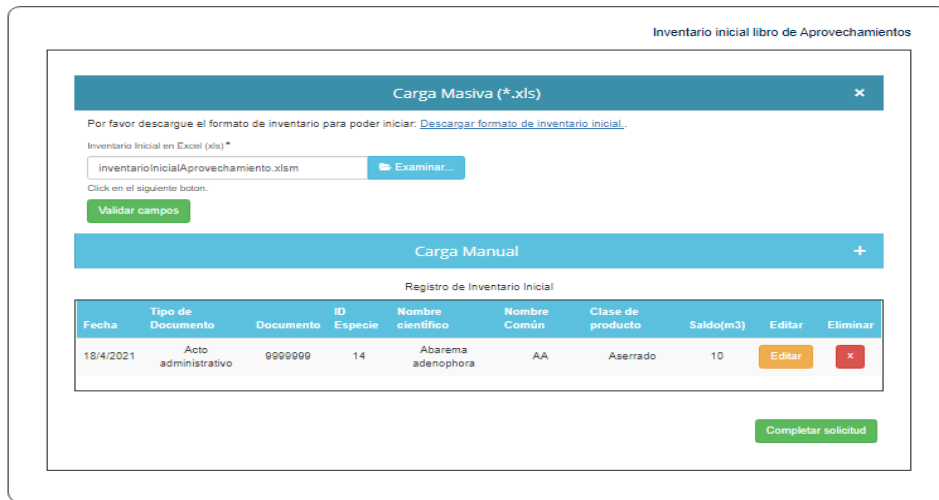 Inventario inicial libro de Aprovechamientos
Carga Masiva (*.xls) ×
Por favor descargue el formato de inventario para poder iniciar: Descargar formato de inventario inicial..
Inventario Inicial en Excel (xls) *
inventarioInicialAprovechamiento.xlsm Examinar...
Click en el siguiente boton.
Validar campos
Carga Manual +
Registro de Inventario Inicial
Fecha Tipo de Documento Documento ID Especie Nombre científico Nombre Común Clase de producto Saldo(m3) Editar Eliminar
18/4/2021 Acto administrativo 9999999 14 Abarema adenophora AA Aserrado 10 Editar ×
Completar solicitud